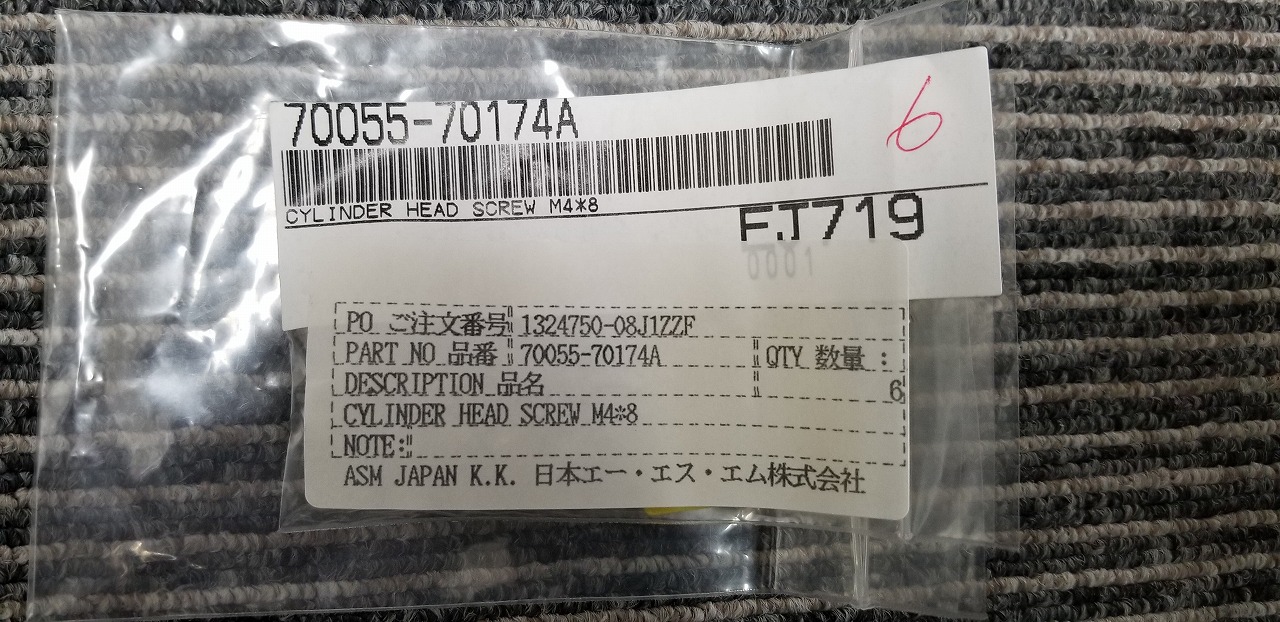 70055-70174A
6
CYLINDER HEAD SCREW M4*8
FJ719
0001
PO ご注文番号 1324750-08J1ZZF
PART NO 品番 70055-70174A QTY 数量 :
DESCRIPTION 品名 6
CYLINDER HEAD SCREW M4*8
NOTE:
ASM JAPAN K.K. 日本エー・エス・エム株式会社